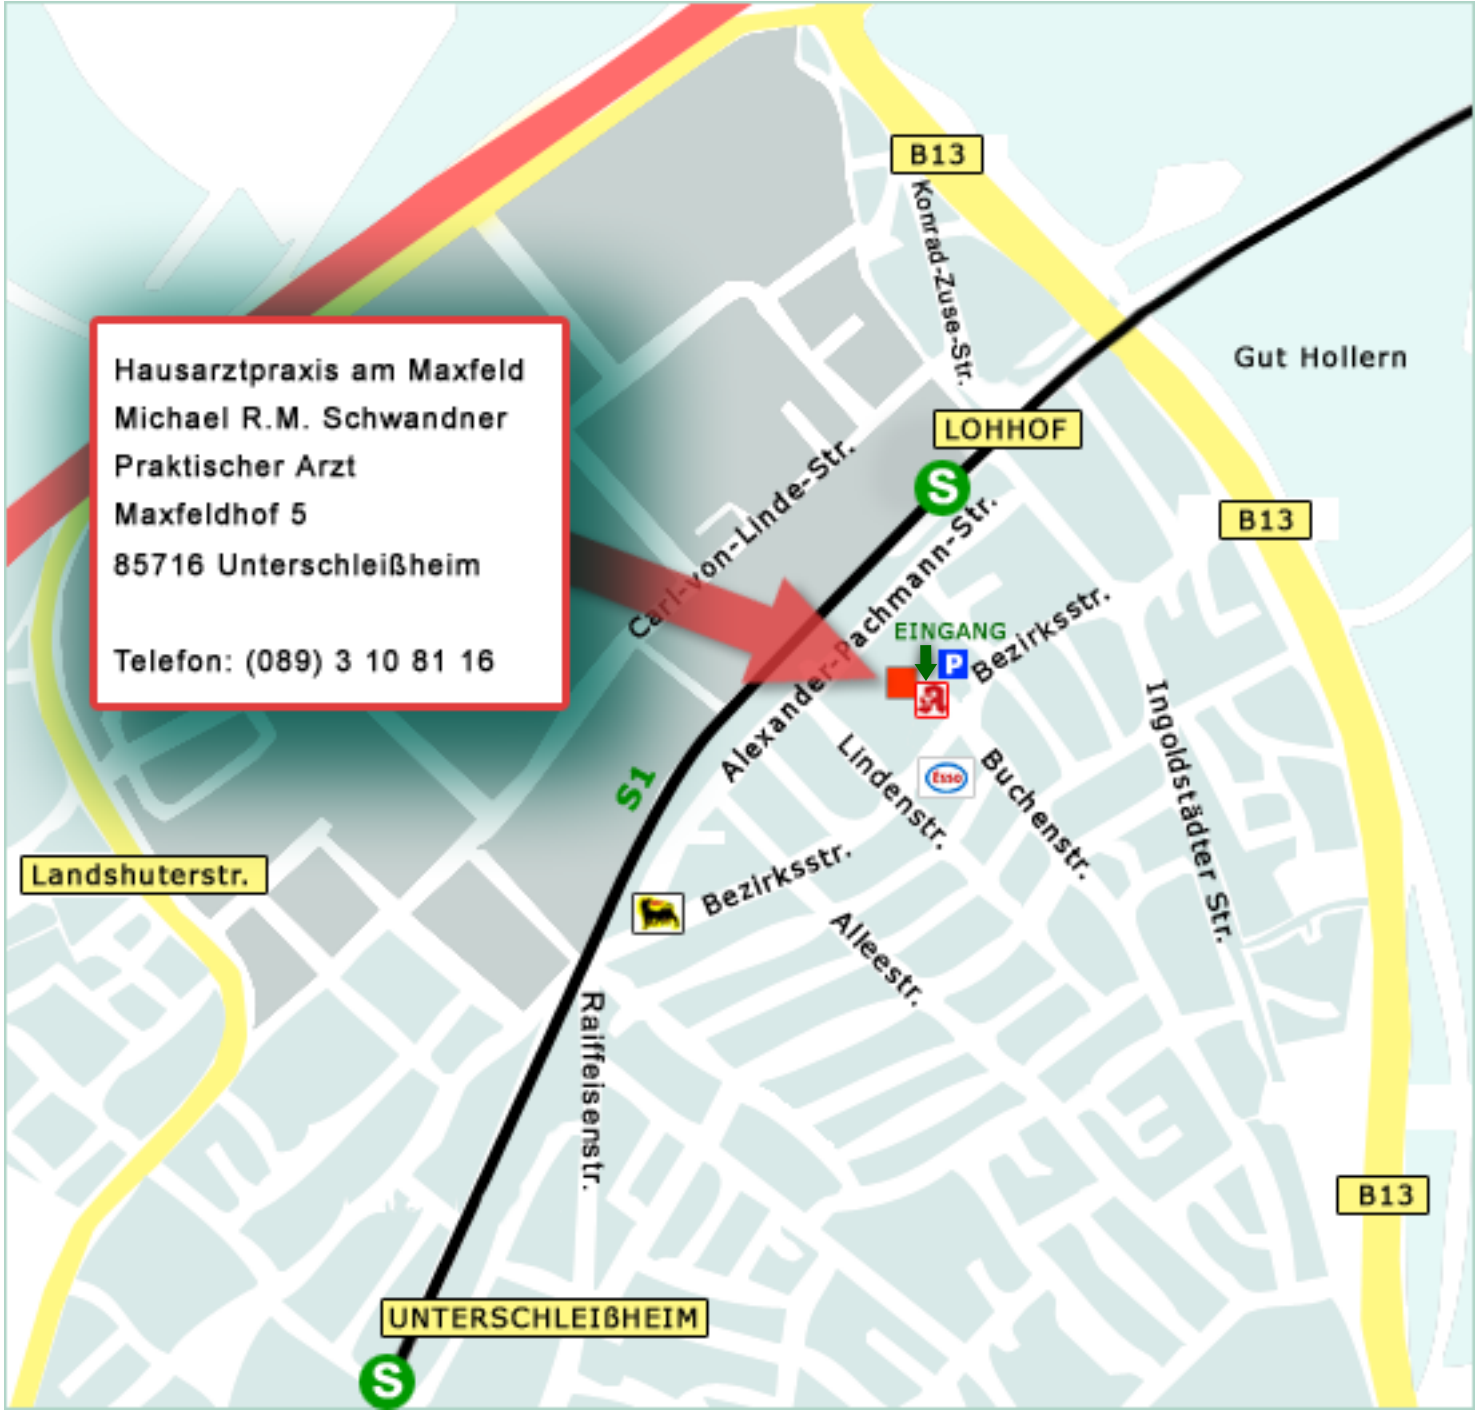 B13
Konrad-Zuse-Str.
Gut Hollern
Hausarztpraxis am Maxfeld
Michael R.M. Schwandner
Praktischer Arzt
Maxfeldhof 5
85716 Unterschleißheim
Telefon: (089) 3 10 81 16
LOHHOF
S
Carl-von-Linde-Str.
B13
Alexander-Pachmann-Str.
EINGANG
P
Bezirksstr.
Ingoldstädter Str.
S1
Lindenstr.
Esso
Buchenstr.
Landshuterstr.
Bezirksstr.
Alleestr.
Raiffeisenstr.
B13
UNTERSCHLEIßHEIM
S